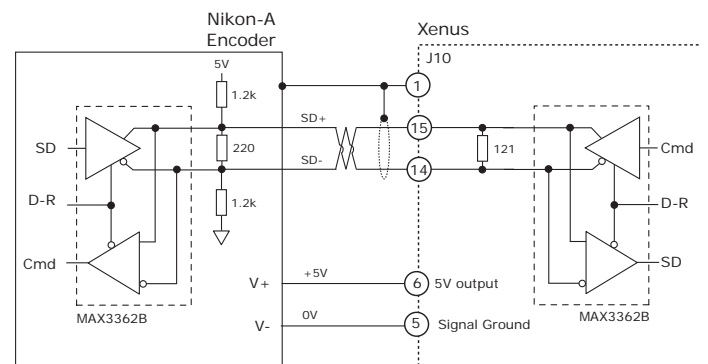 Nikon-A
Encoder
Xenus
J10
5V
1.2k
1
SD+
15
SD
220
121
Cmd
SD-
14
D-R
1.2k
D-R
Cmd
SD
V+
+5V
6
5V output
MAX3362B
MAX3362B
V-
0V
5
Signal Ground